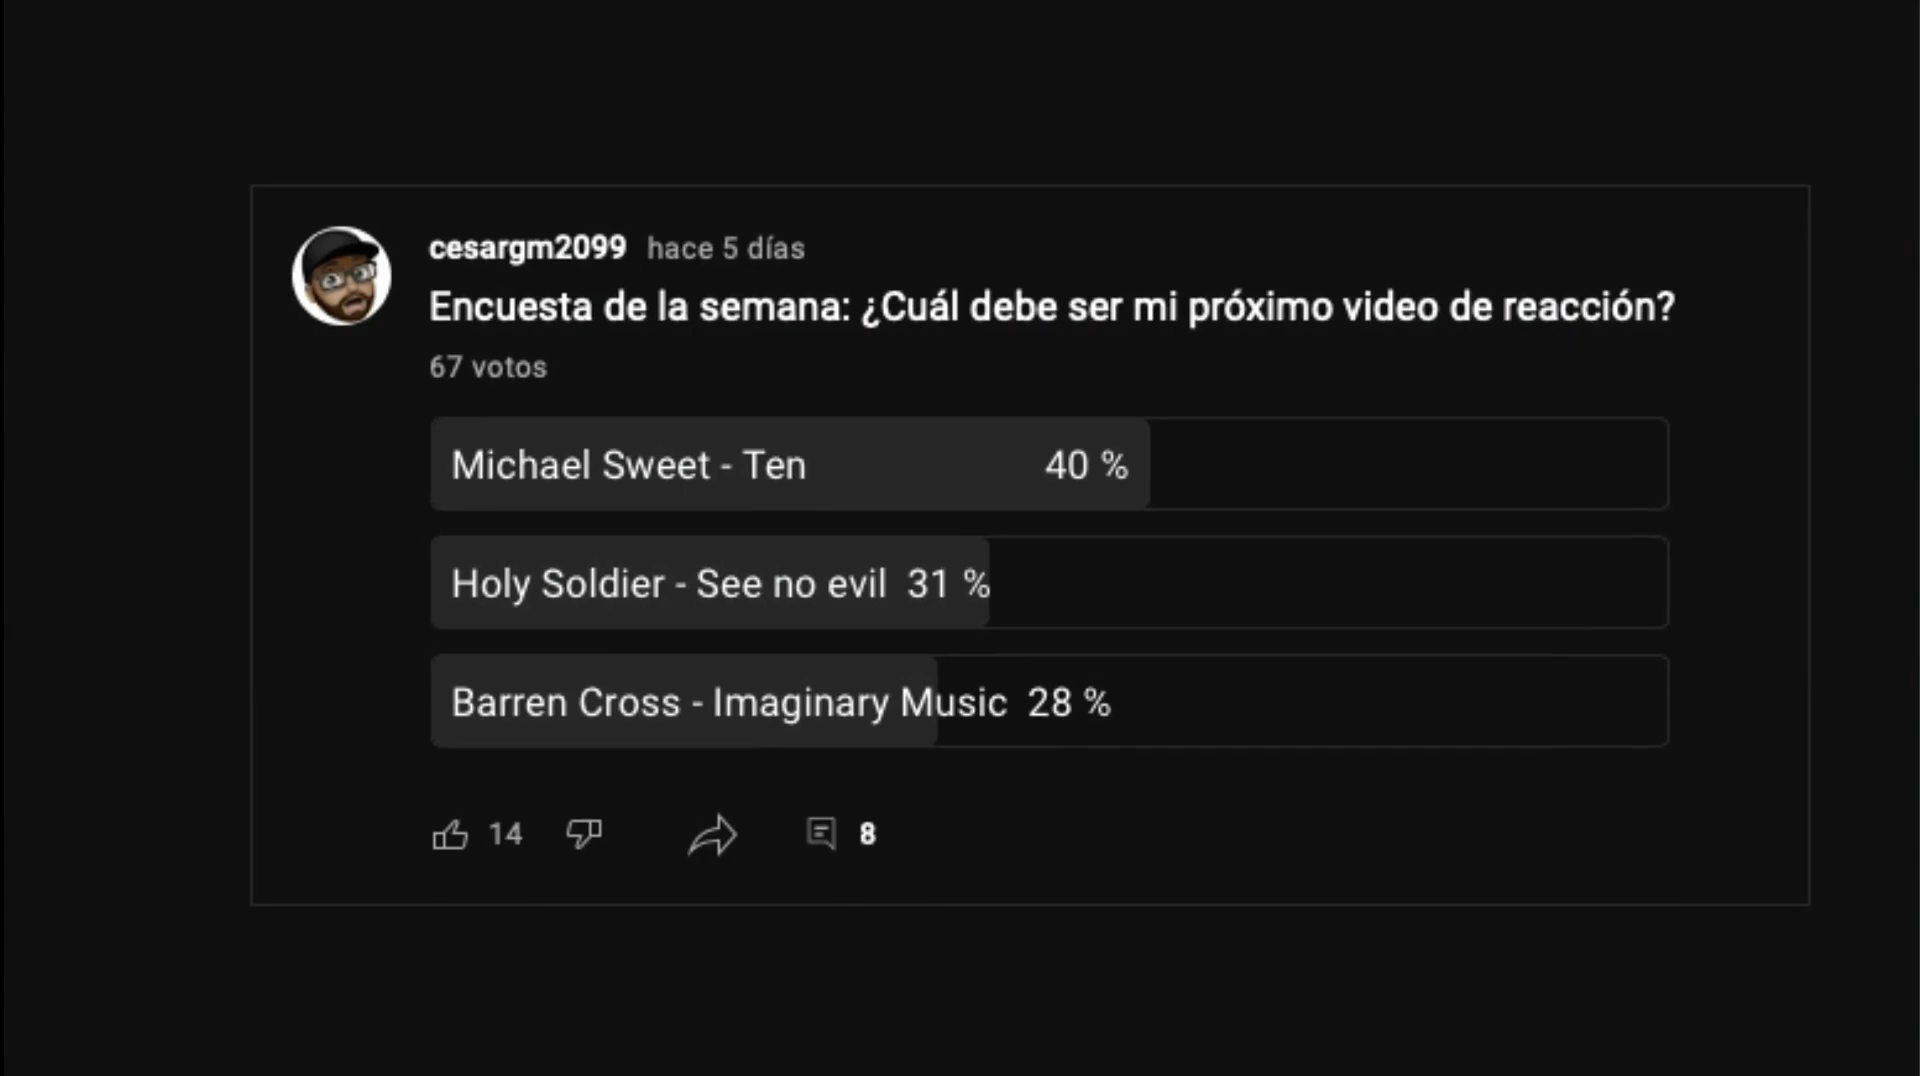 cesargm2099 hace 5 días
Encuesta de la semana: ¿Cuál debe ser mi próximo video de reacción?
67 votos
Michael Sweet - Ten 40 %
Holy Soldier - See no evil 31 %
Barren Cross - Imaginary Music 28 %
14 8